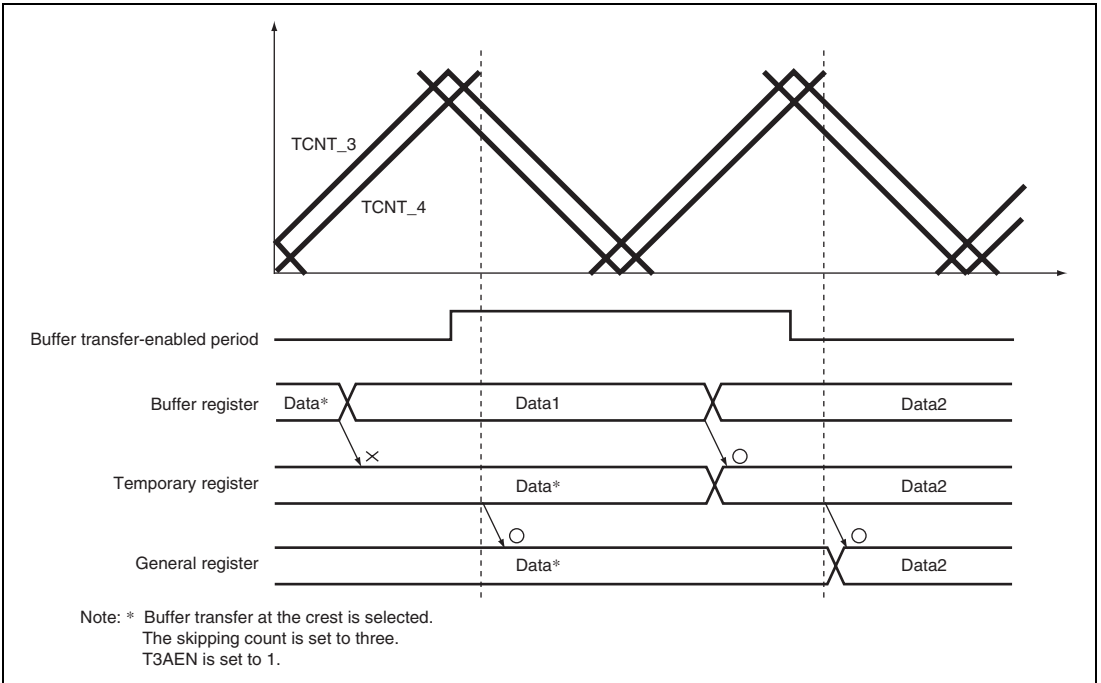 TCNT_3
TCNT_4
Buffer transfer-enabled period
Buffer register Data* Data1 Data2
Temporary register Data* Data2
General register Data* Data2
Note: * Buffer transfer at the crest is selected.
The skipping count is set to three.
T3AEN is set to 1.